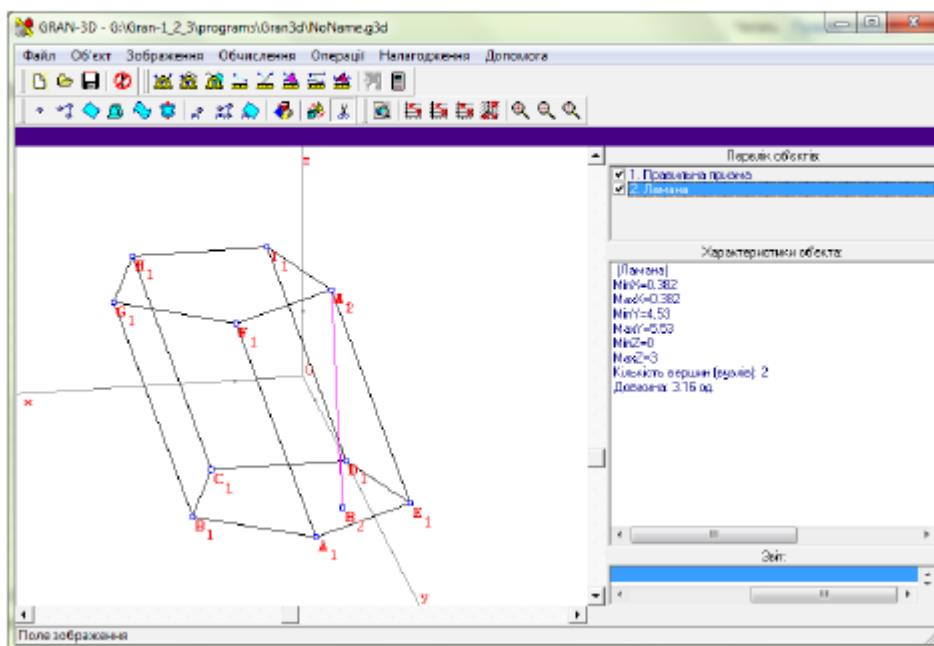 GRAN-3D - G:\Gran-1_2_3\programs\Gran3d\NoName.g3d
Файл Об'єкт Зображення Обчислення Операції Налагодження Допомога
Перелік об'єктів:
1. Правильна призма
2. Ламана
Характеристики об'єкта:
[Ламана]
MinX=0.382
MaxX=0.382
MinY=4.53
MaxY=5.53
MinZ=0
MaxZ=3
Кількість вершин (вузлів): 2
Довжина: 3.16 од.
Звіт:
z
I1
H1
G1
F1
A2
O
x
D1
C1
B2
E1
B1
A1
y
Поле зображення